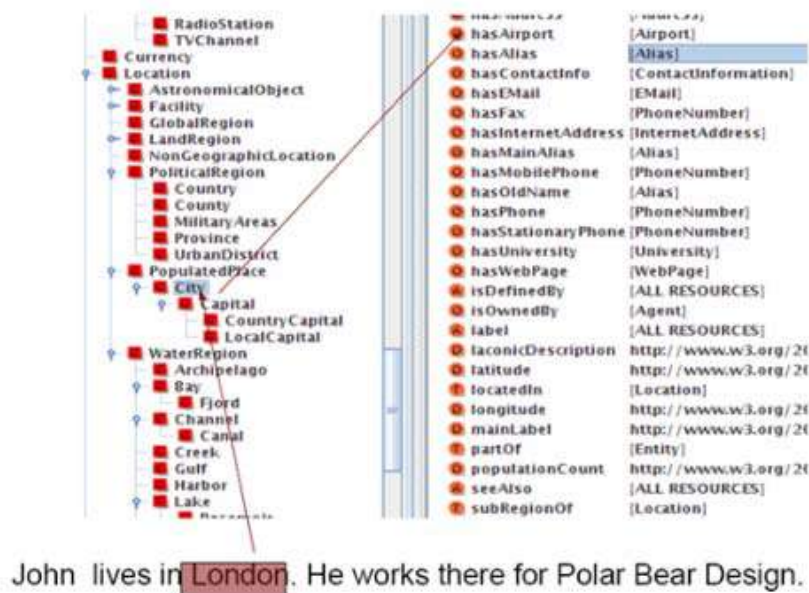 RadioStation
TVChannel
Currency
Location
AstronomicalObject
Facility
GlobalRegion
LandRegion
NonGeographicLocation
PoliticalRegion
Country
County
MilitaryAreas
Province
UrbanDistrict
PopulatedPlace
City
Capital
CountryCapital
LocalCapital
WaterRegion
Archipelago
Bay
Fjord
Channel
Canal
Creek
Gulf
Harbor
Lake
hasAirport [Airport]
hasAlias [Alias]
hasContactInfo [ContactInformation]
hasEMail [EMail]
hasFax [PhoneNumber]
hasInternetAddress [InternetAddress]
hasMainAlias [Alias]
hasMobilePhone [PhoneNumber]
hasOldName [Alias]
hasPhone [PhoneNumber]
hasStationaryPhone [PhoneNumber]
hasUniversity [University]
hasWebPage [WebPage]
isDefinedBy [ALL RESOURCES]
isOwnedBy [Agent]
label [ALL RESOURCES]
laconicDescription http://www.w3.org/20
latitude http://www.w3.org/20
locatedIn [Location]
longitude http://www.w3.org/20
mainLabel http://www.w3.org/20
partOf [Entity]
populationCount http://www.w3.org/20
seeAlso [ALL RESOURCES]
subRegionOf [Location]
John lives in London. He works there for Polar Bear Design.